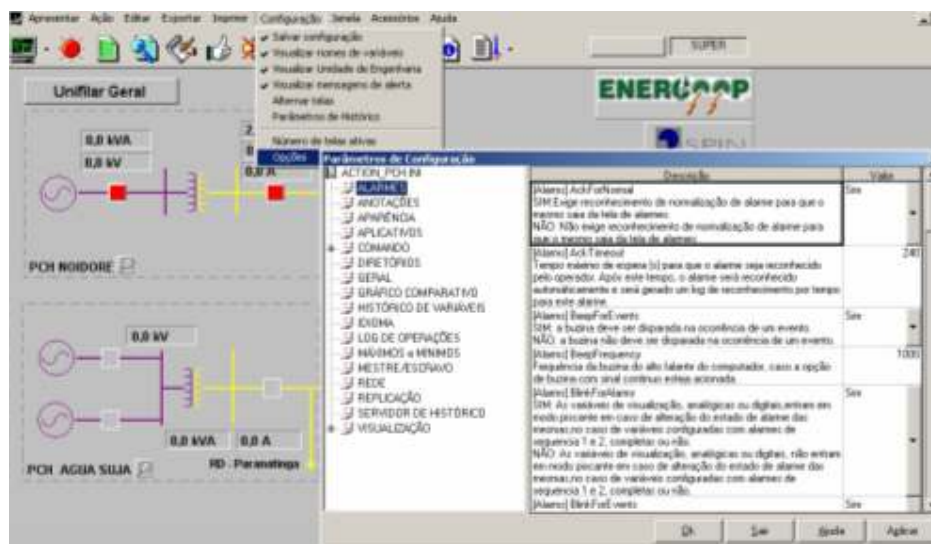 Apresentar Ação Editar Exportar Imprimir Configuração Janela Acessórios Ajuda
Salvar configuração
Visualizar nomes de variáveis
Visualizar Unidade de Engenharia
Visualizar mensagens de alerta
Alternar telas
Parâmetros de Histórico
Número de telas ativas
Opções
SUPER
Unifilar Geral
ENERCOOP
SPIN
0,0 kVA
0,0 kV
0,0 A
PCH NOIDORE
0,0 kV
0,0 kVA 0,0 A
PCH AGUA SUJA
RD - Paranatinga
Parâmetros de Configuração
ACTION_PCH.INI
ALARMES
ANOTAÇÕES
APARÊNCIA
APLICATIVOS
COMANDO
DIRETÓRIOS
GERAL
GRÁFICO COMPARATIVO
HISTÓRICO DE VARIÁVEIS
IDIOMA
LOG DE OPERAÇÕES
MÁXIMOS e MÍNIMOS
MESTRE/ESCRAVO
REDE
REPLICAÇÃO
SERVIDOR DE HISTÓRICO
VISUALIZAÇÃO
Descrição Valor
[Alarms] AckForNormal Sim
SIM:Exige reconhecimento de normalização de alarme para que o
mesmo saia da tela de alarmes
NÃO: Não exige reconhecimento de normalização de alarme para
que o mesmo saia da tela de alarmes
[Alarms] AckTimeout 240
Tempo máximo de espera (s) para que o alarme seja reconhecido
pelo operador. Após este tempo, o alarme será reconhecido
automáticamente e será gerado um log de reconhecimento por tempo
para este alarme.
[Alarms] BeepForEvents Sim
SIM: a buzina deve ser disparada na ocorrência de um evento.
NÃO: a buzina não deve ser disparada na ocorrência de um evento.
[Alarms] BeepFrequency 1000
Frequência da buzina do alto falante do computador, caso a opção
de buzina com sinal contínuo esteja acionada.
[Alarms] BlinkForAlarms Sim
SIM: As variáveis de visualização, analógicas ou digitais,entram em
modo piscante em caso de alteração do estado de alarme das
mesmas,no caso de variáveis configuradas com alarmes de
sequencia 1 e 2, completas ou não.
NÃO: As variáveis de visualização, analógicas ou digitais, não entram
em modo piscante em caso de alteração do estado de alarme das
mesmas,no caso de variáveis configuradas com alarmes de
sequencia 1 e 2, completas ou não.
[Alarms] BlinkForEvents Sim
Ok Sair Ajuda Aplicar